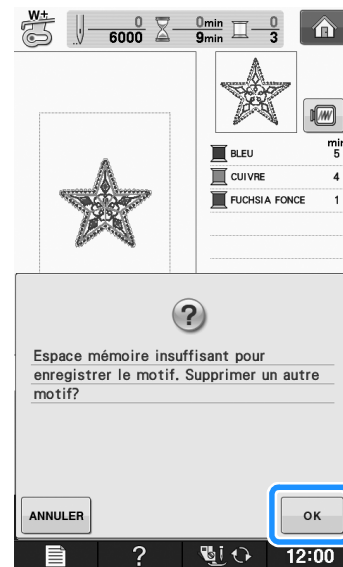 W+
0
6000
0min
9min
0
3
min
BLEU 5
CUIVRE 4
FUCHSIA FONCE 1
?
Espace mémoire insuffisant pour
enregistrer le motif. Supprimer un autre
motif?
ANNULER
OK
?
12:00